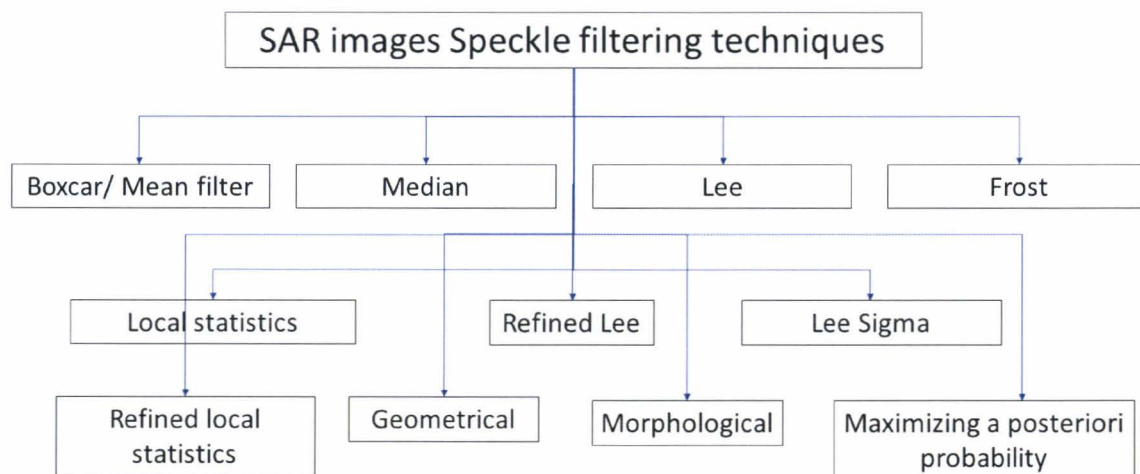 SAR images Speckle filtering techniques
Boxcar/ Mean filter
Median
Lee
Frost
Local statistics
Refined Lee
Lee Sigma
Refined local
statistics
Geometrical
Morphological
Maximizing a posteriori
probability